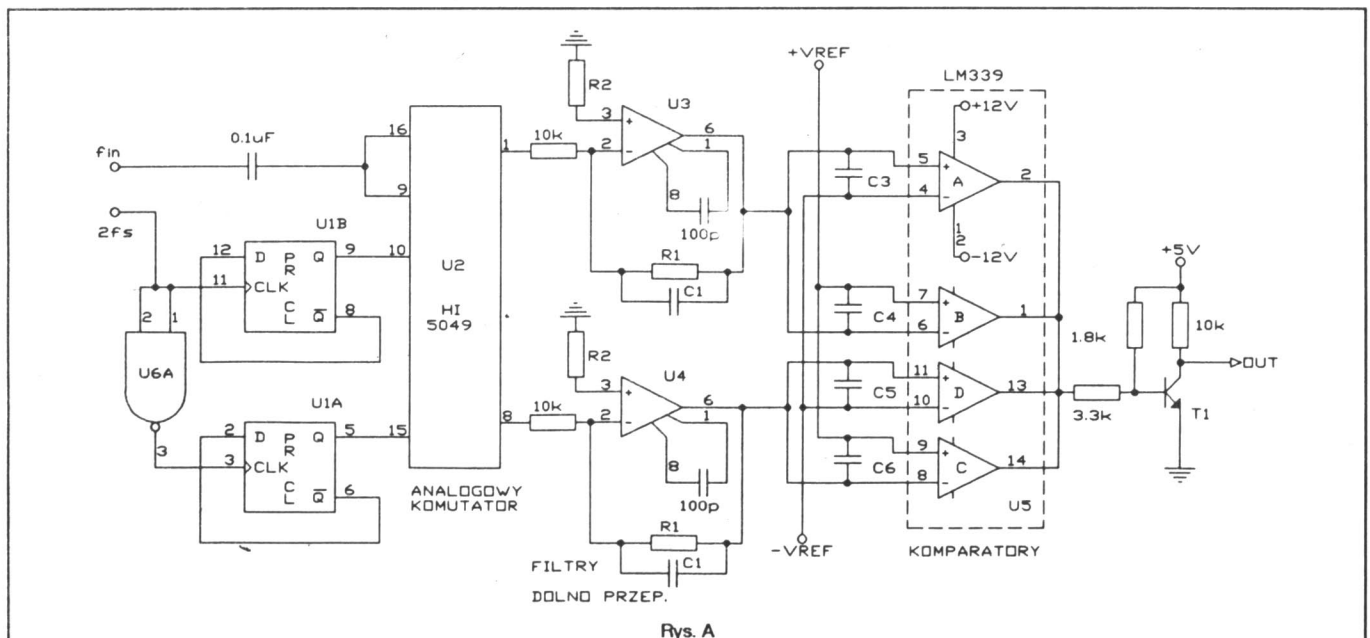 +VREF
LM339
R2
U3
+12V
3
3
+
6
2
-
1
0.1uF
16
1
10k
fin
9
8
100p
C3
5
+
A
2
4
-
1
2
-12V
2fs
U1B
12
D
PR
Q
9
10
11
CLK
CL
Q
8
U2
HI
5049
R1
C1
+5V
7
+
B
1
6
-
C4
1.8k
10k
OUT
2
1
U6A
3
R2
U4
3
+
6
2
-
1
8
10k
8
100p
11
+
D
13
10
-
C5
3.3k
T1
U1A
2
D
PR
Q
5
15
3
CLK
CL
Q
6
9
+
C
14
8
-
C6
U5
ANALOGOWY
KOMUTATOR
R1
C1
-VREF
KOMPARATORY
FILTRY
DOLNO PRZEP.
Rys. A